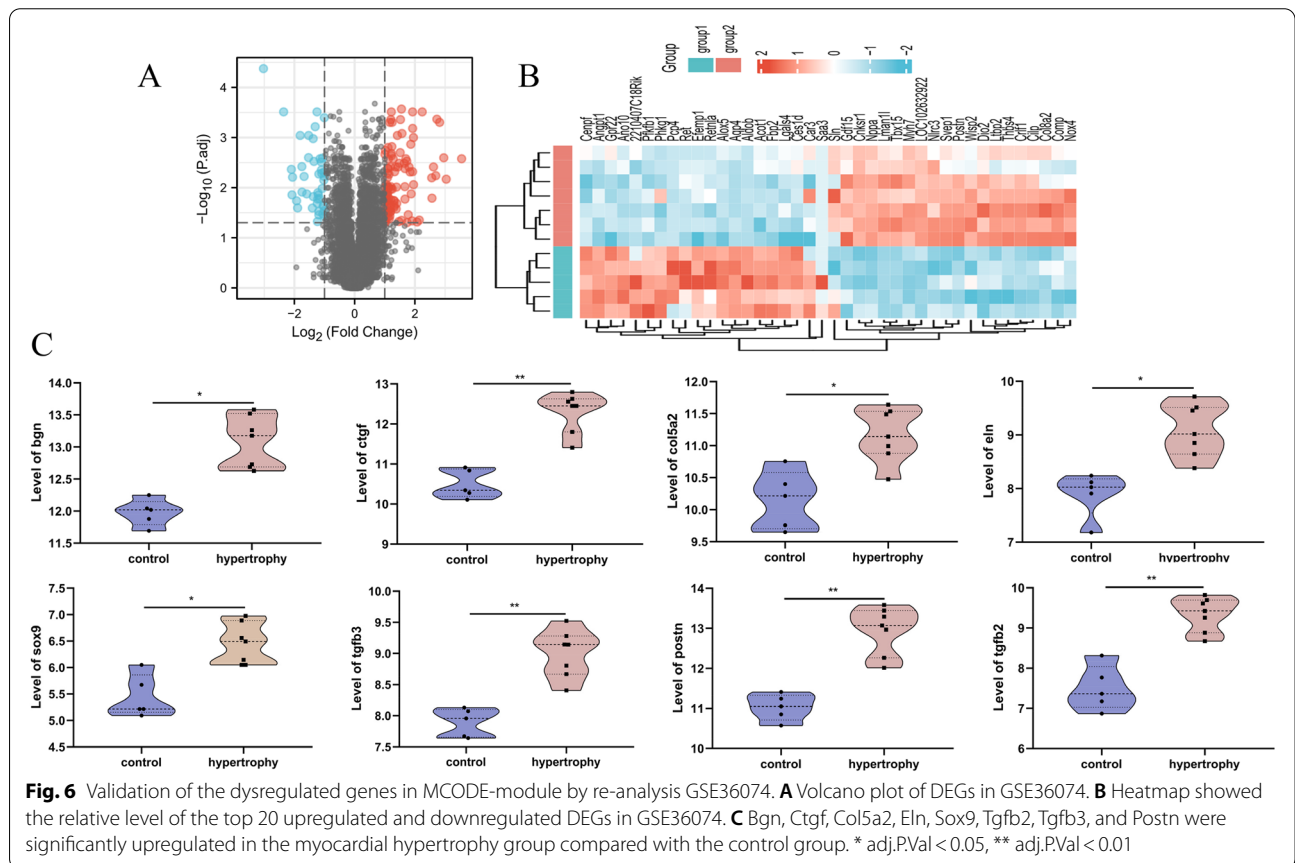 A
−Log10 (P.adj)
4
3
2
1
0
−2
0
2
Log2 (Fold Change)
B
Group
group1
group2
2
1
0
−1
−2
Cenpf
Angpt1
Gpr22
Ano10
2210407C18Rik
Phkg1
Pcp4
Ret
Efemp1
Retnla
Alox5
Aqp4
Aldob
Acot1
Fbp2
Lgals4
Ces1d
Car3
Saa3
Sln
Gdf15
Cnksr1
Nppa
Lman1l
Tbx15
Myh7
LOC102632922
Nlrc3
Svep1
Postn
Wisp2
Dio2
Ltbp2
Thbs4
Crlf1
Cilp
Col8a2
Comp
Nox4
C
Level of bgn
14.0
13.5
13.0
12.5
12.0
11.5
*
control
hypertrophy
Level of ctgf
13
12
11
10
9
**
control
hypertrophy
Level of col5a2
12.0
11.5
11.0
10.5
10.0
9.5
*
control
hypertrophy
Level of eln
10
9
8
7
*
control
hypertrophy
Level of sox9
7.5
7.0
6.5
6.0
5.5
5.0
4.5
*
control
hypertrophy
Level of tgfb3
10.0
9.5
9.0
8.5
8.0
7.5
**
control
hypertrophy
Level of postn
14
13
12
11
10
**
control
hypertrophy
Level of tgfb2
10
9
8
7
6
**
control
hypertrophy
Fig. 6 Validation of the dysregulated genes in MCODE-module by re-analysis GSE36074. A Volcano plot of DEGs in GSE36074. B Heatmap showed
the relative level of the top 20 upregulated and downregulated DEGs in GSE36074. C Bgn, Ctgf, Col5a2, Eln, Sox9, Tgfb2, Tgfb3, and Postn were
significantly upregulated in the myocardial hypertrophy group compared with the control group. * adj.P.Val < 0.05, ** adj.P.Val < 0.01